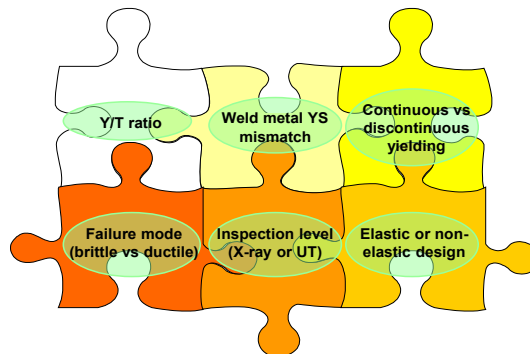 Y/T ratio
Weld metal YS
mismatch
Continuous vs
discontinuous
yielding
Failure mode
(brittle vs ductile)
Inspection level
(X-ray or UT)
Elastic or non-
elastic design